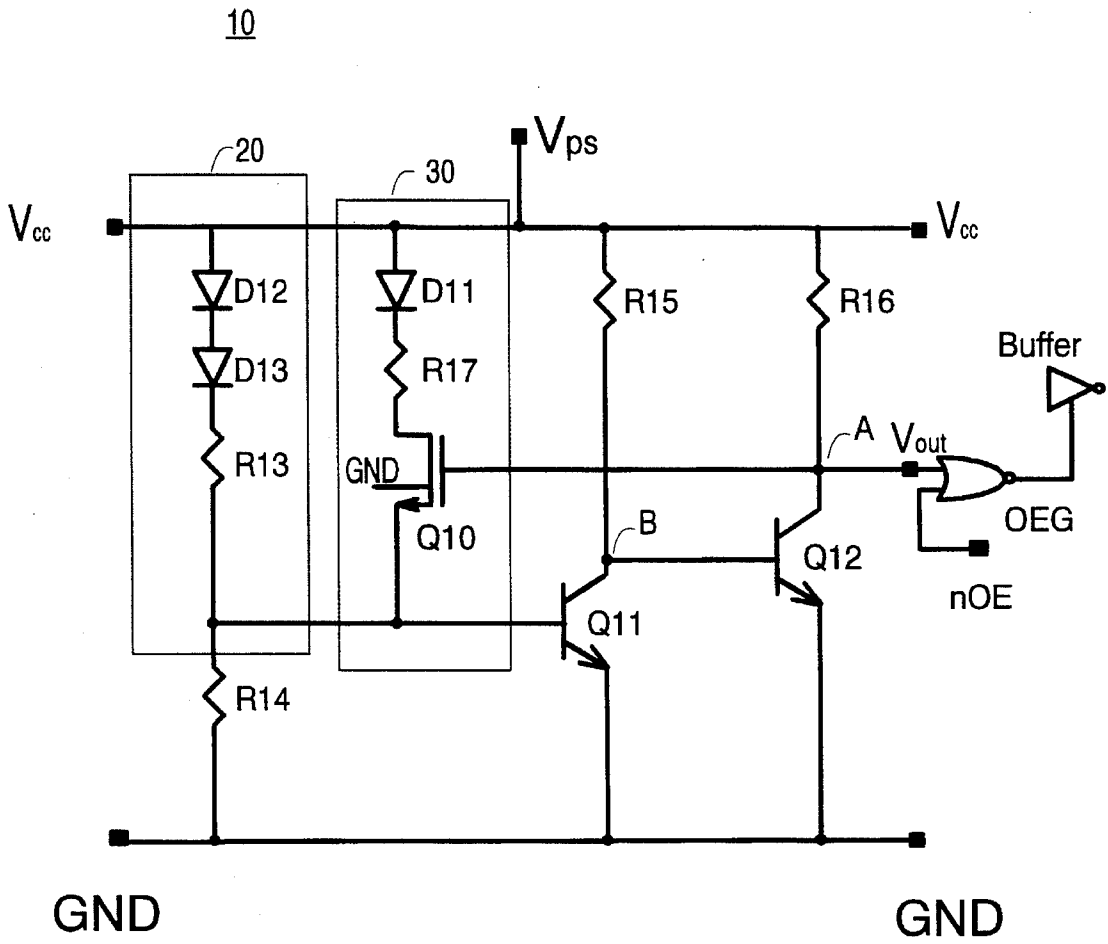 10
Vps
20
30
Vcc
Vcc
D12
D11
R15
R16
Buffer
D13
R17
A
Vout
R13
GND
OEG
Q10
B
Q12
nOE
Q11
R14
GND
GND